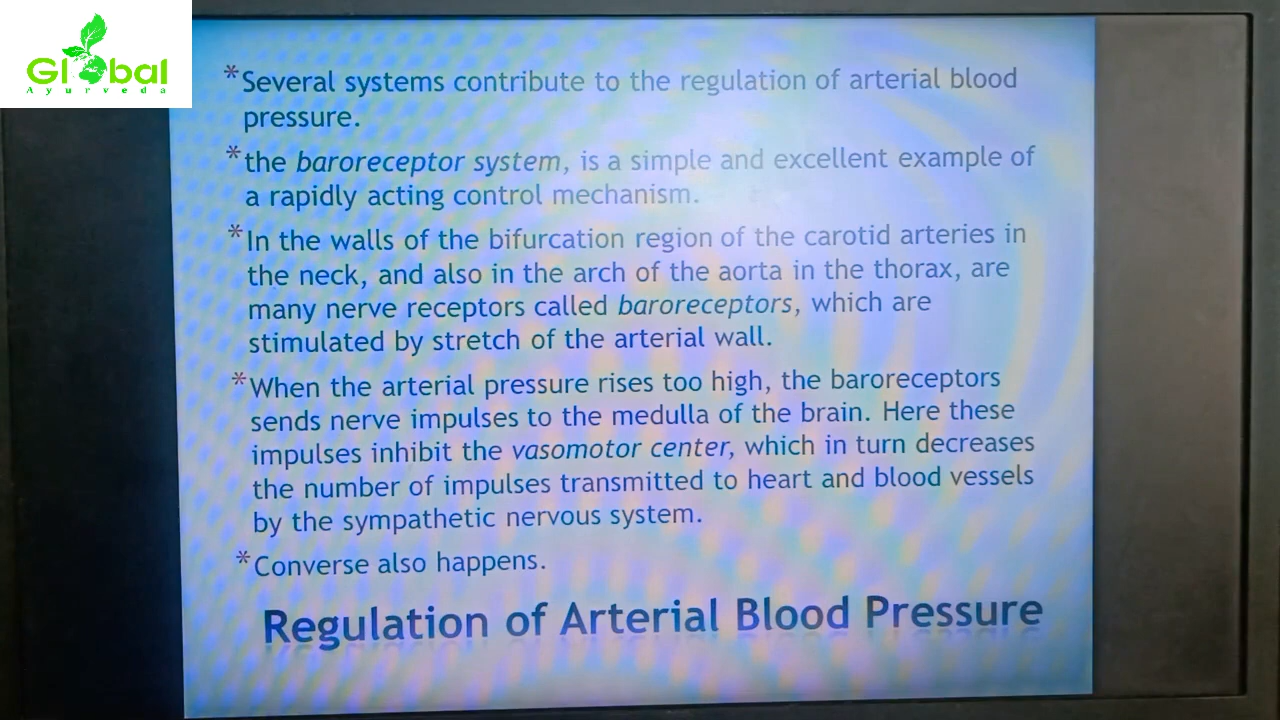 Global
Ayurveda
*Several systems contribute to the regulation of arterial blood
pressure.
*the baroreceptor system, is a simple and excellent example of
a rapidly acting control mechanism.
*In the walls of the bifurcation region of the carotid arteries in
the neck, and also in the arch of the aorta in the thorax, are
many nerve receptors called baroreceptors, which are
stimulated by stretch of the arterial wall.
*When the arterial pressure rises too high, the baroreceptors
sends nerve impulses to the medulla of the brain. Here these
impulses inhibit the vasomotor center, which in turn decreases
the number of impulses transmitted to heart and blood vessels
by the sympathetic nervous system.
*Converse also happens.
Regulation of Arterial Blood Pressure